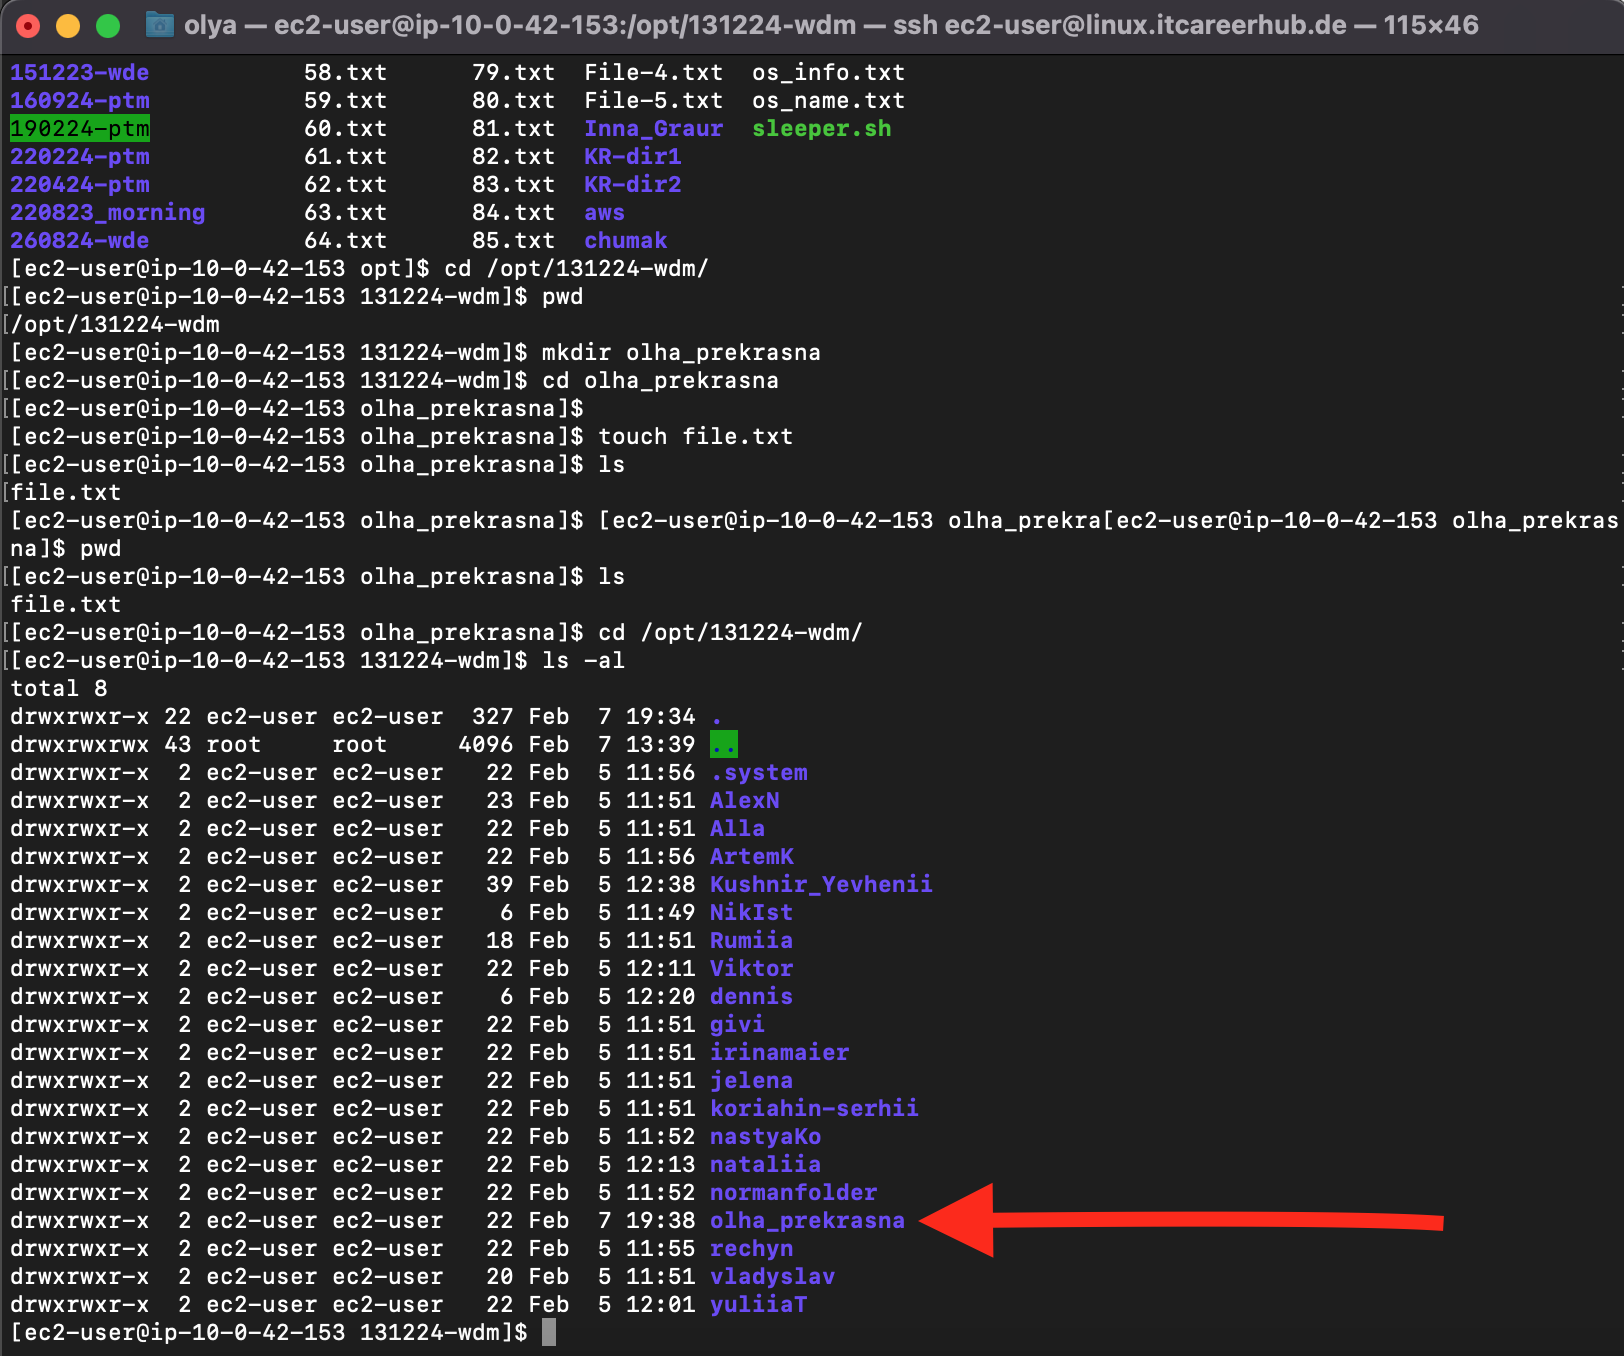 olya — ec2-user@ip-10-0-42-153:/opt/131224-wdm — ssh ec2-user@linux.itcareerhub.de — 115×46
151223-wde           58.txt      79.txt  File-4.txt  os_info.txt
160924-ptm           59.txt      80.txt  File-5.txt  os_name.txt
190224-ptm           60.txt      81.txt  Inna_Graur  sleeper.sh
220224-ptm           61.txt      82.txt  KR-dir1
220424-ptm           62.txt      83.txt  KR-dir2
220823_morning       63.txt      84.txt  aws
260824-wde           64.txt      85.txt  chumak
[ec2-user@ip-10-0-42-153 opt]$ cd /opt/131224-wdm/
[[ec2-user@ip-10-0-42-153 131224-wdm]$ pwd
[/opt/131224-wdm
[ec2-user@ip-10-0-42-153 131224-wdm]$ mkdir olha_prekrasna
[[ec2-user@ip-10-0-42-153 131224-wdm]$ cd olha_prekrasna
[[ec2-user@ip-10-0-42-153 olha_prekrasna]$
[ec2-user@ip-10-0-42-153 olha_prekrasna]$ touch file.txt
[[ec2-user@ip-10-0-42-153 olha_prekrasna]$ ls
[file.txt
[ec2-user@ip-10-0-42-153 olha_prekrasna]$ [ec2-user@ip-10-0-42-153 olha_prekra[ec2-user@ip-10-0-42-153 olha_prekras
na]$ pwd
[[ec2-user@ip-10-0-42-153 olha_prekrasna]$ ls
file.txt
[[ec2-user@ip-10-0-42-153 olha_prekrasna]$ cd /opt/131224-wdm/
[[ec2-user@ip-10-0-42-153 131224-wdm]$ ls -al
total 8
drwxrwxr-x 22 ec2-user ec2-user  327 Feb  7 19:34 .
drwxrwxrwx 43 root     root     4096 Feb  7 13:39 ..
drwxrwxr-x  2 ec2-user ec2-user   22 Feb  5 11:56 .system
drwxrwxr-x  2 ec2-user ec2-user   23 Feb  5 11:51 AlexN
drwxrwxr-x  2 ec2-user ec2-user   22 Feb  5 11:51 Alla
drwxrwxr-x  2 ec2-user ec2-user   22 Feb  5 11:56 ArtemK
drwxrwxr-x  2 ec2-user ec2-user   39 Feb  5 12:38 Kushnir_Yevhenii
drwxrwxr-x  2 ec2-user ec2-user    6 Feb  5 11:49 NikIst
drwxrwxr-x  2 ec2-user ec2-user   18 Feb  5 11:51 Rumiia
drwxrwxr-x  2 ec2-user ec2-user   22 Feb  5 12:11 Viktor
drwxrwxr-x  2 ec2-user ec2-user    6 Feb  5 12:20 dennis
drwxrwxr-x  2 ec2-user ec2-user   22 Feb  5 11:51 givi
drwxrwxr-x  2 ec2-user ec2-user   22 Feb  5 11:51 irinamaier
drwxrwxr-x  2 ec2-user ec2-user   22 Feb  5 11:51 jelena
drwxrwxr-x  2 ec2-user ec2-user   22 Feb  5 11:51 koriahin-serhii
drwxrwxr-x  2 ec2-user ec2-user   22 Feb  5 11:52 nastyaKo
drwxrwxr-x  2 ec2-user ec2-user   22 Feb  5 12:13 nataliia
drwxrwxr-x  2 ec2-user ec2-user   22 Feb  5 11:52 normanfolder
drwxrwxr-x  2 ec2-user ec2-user   22 Feb  7 19:38 olha_prekrasna
drwxrwxr-x  2 ec2-user ec2-user   22 Feb  5 11:55 rechyn
drwxrwxr-x  2 ec2-user ec2-user   20 Feb  5 11:51 vladyslav
drwxrwxr-x  2 ec2-user ec2-user   22 Feb  5 12:01 yuliiaT
[ec2-user@ip-10-0-42-153 131224-wdm]$